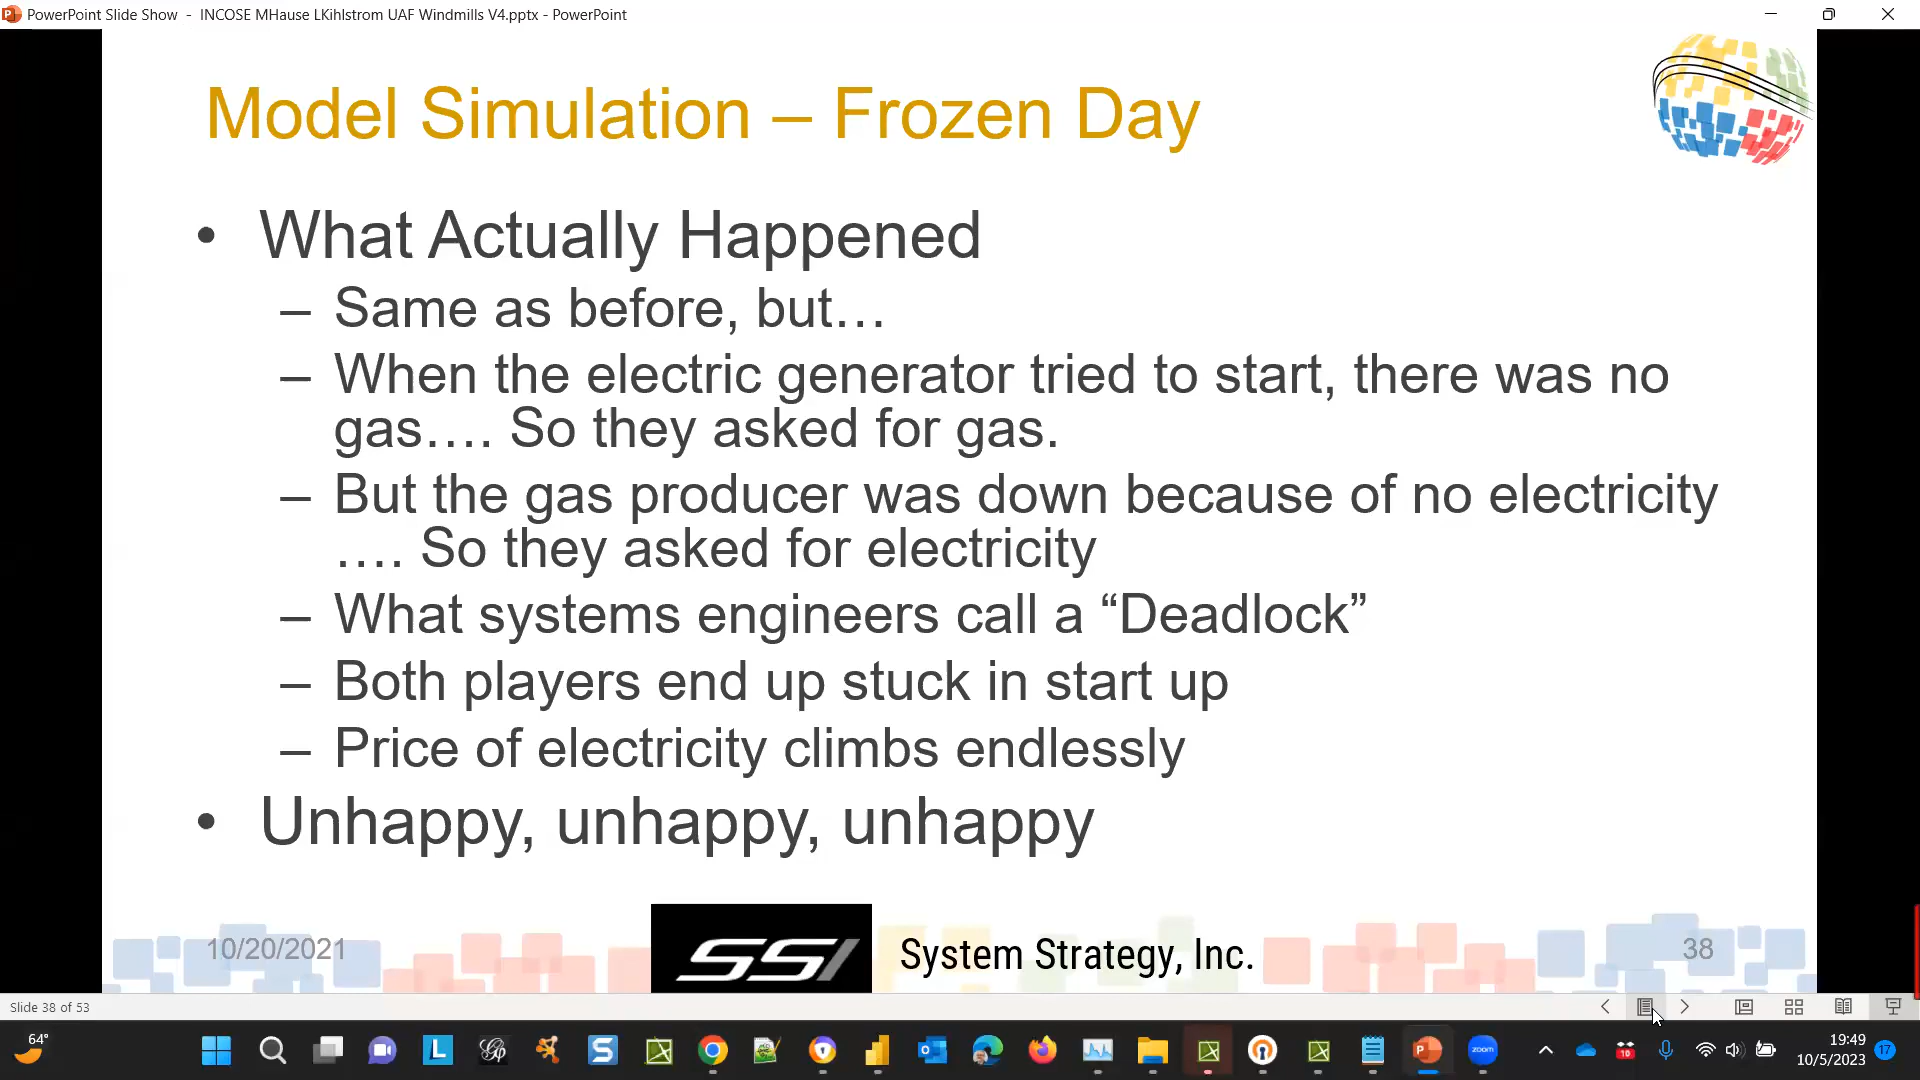 PowerPoint Slide Show - INCOSE MHause LKihlstrom UAF Windmills V4.pptx - PowerPoint
Model Simulation – Frozen Day
• What Actually Happened
– Same as before, but…
– When the electric generator tried to start, there was no
gas…. So they asked for gas.
– But the gas producer was down because of no electricity
…. So they asked for electricity
– What systems engineers call a “Deadlock”
– Both players end up stuck in start up
– Price of electricity climbs endlessly
• Unhappy, unhappy, unhappy
10/20/2021
SSI
System Strategy, Inc.
38
Slide 38 of 53
64°
L
S
zoom
10
19:49
10/5/2023
17